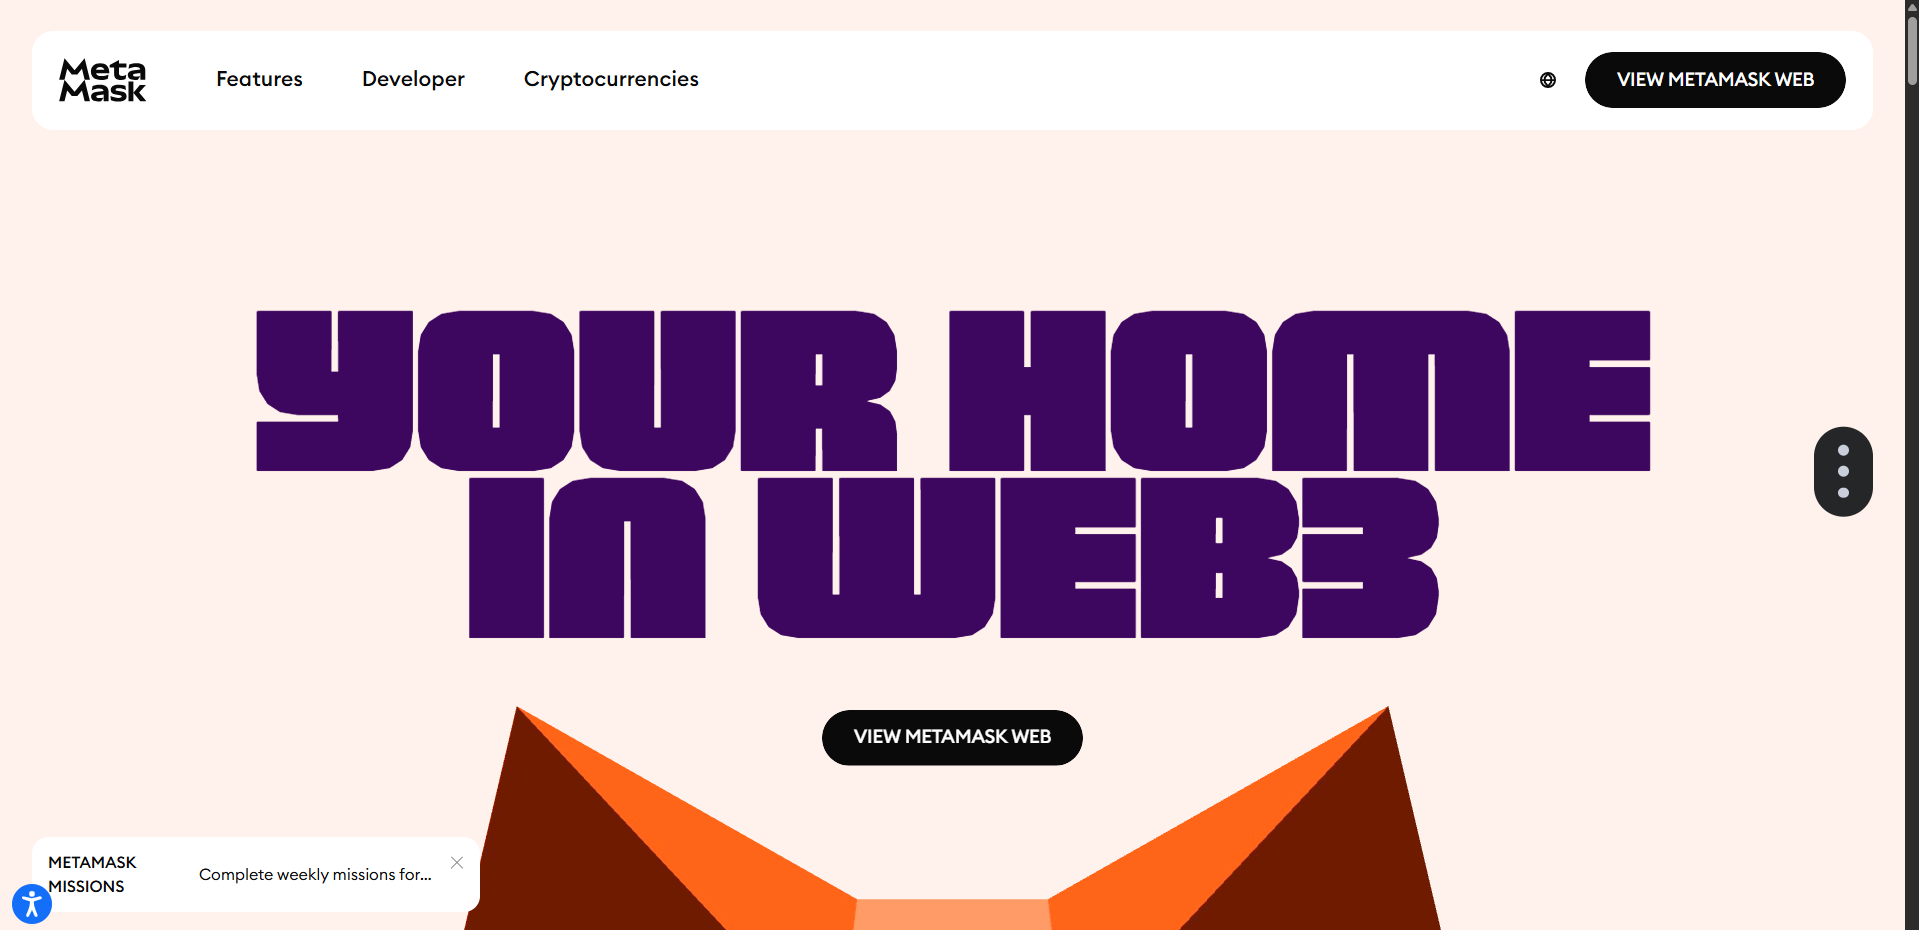 Meta
Mask
Features
Developer
Cryptocurrencies
VIEW METAMASK WEB
YOUR HOME
IN WEB3
VIEW METAMASK WEB
METAMASK
MISSIONS
Complete weekly missions for...